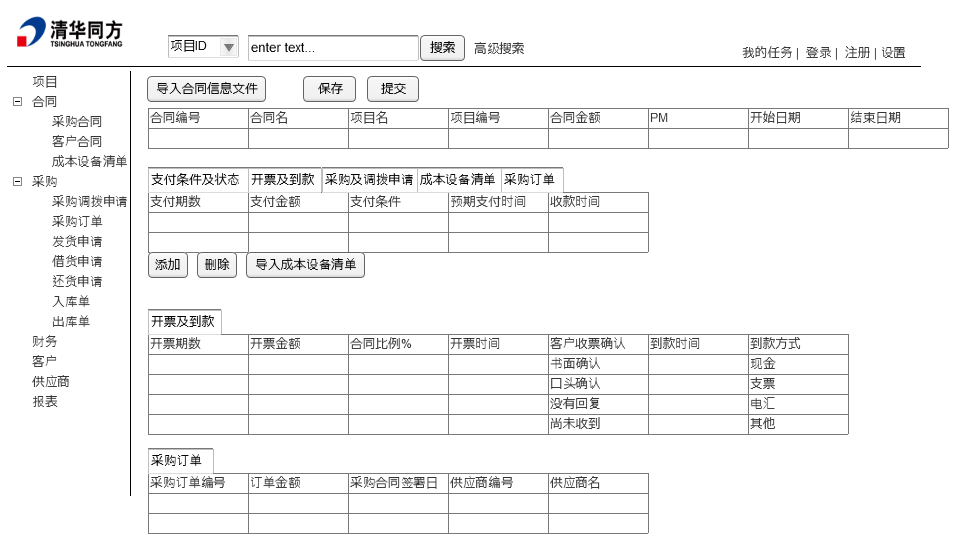 清华同方
TSINGHUA TONGFANG
项目ID enter text... 搜索 高级搜索
我的任务| 登录| 注册| 设置
项目
合同
采购合同
客户合同
成本设备清单
采购
采购调拨申请
采购订单
发货申请
借货申请
还货申请
入库单
出库单
财务
客户
供应商
报表
导入合同信息文件 保存 提交
合同编号 合同名 项目名 项目编号 合同金额 PM 开始日期 结束日期
支付条件及状态 开票及到款 采购及调拨申请 成本设备清单 采购订单
支付期数 支付金额 支付条件 预期支付时间 收款时间
添加 删除 导入成本设备清单
开票及到款
开票期数 开票金额 合同比例% 开票时间 客户收票确认 到款时间 到款方式
书面确认 现金
口头确认 支票
没有回复 电汇
尚未收到 其他
采购订单
采购订单编号 订单金额 采购合同签署日 供应商编号 供应商名